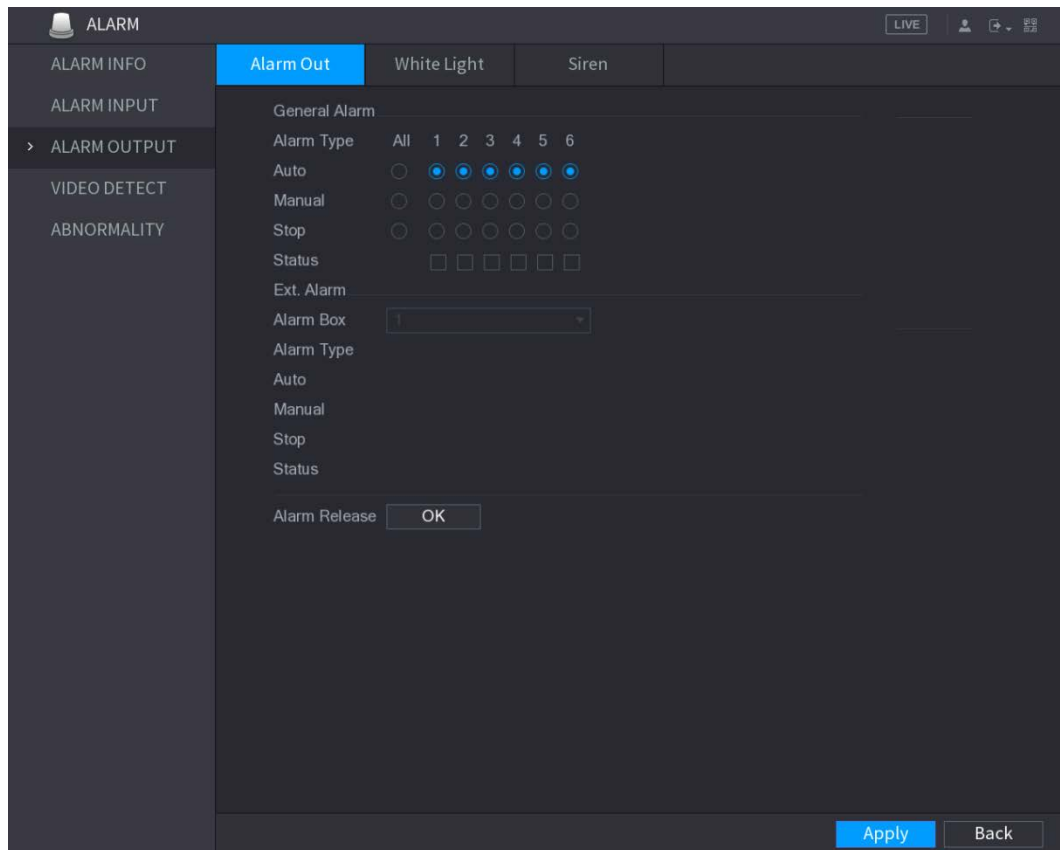 ALARM
LIVE
ALARM INFO
ALARM INPUT
ALARM OUTPUT
VIDEO DETECT
ABNORMALITY
Alarm Out White Light Siren
General Alarm
Alarm Type All 1 2 3 4 5 6
Auto
Manual
Stop
Status
Ext. Alarm
Alarm Box 1
Alarm Type
Auto
Manual
Stop
Status
Alarm Release OK
Apply Back